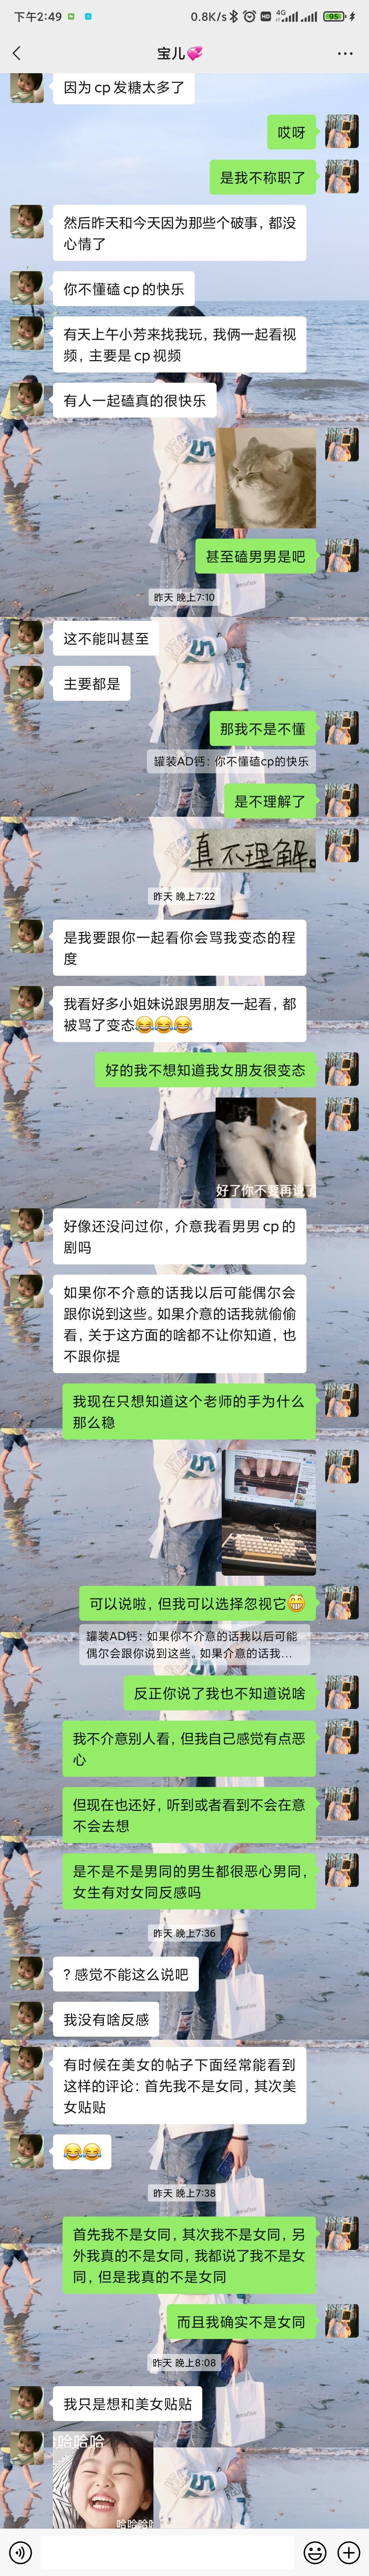 下午2:49
0.8K/s
4G
95
宝儿
因为cp发糖太多了
哎呀
是我不称职了
然后昨天和今天因为那些个破事，都没
心情了
你不懂磕cp的快乐
有天上午小芳来找我玩，我俩一起看视
频，主要是cp视频
有人一起磕真的很快乐
甚至磕男男是吧
昨天 晚上7:10
这不能叫甚至
主要都是
那我不是不懂
罐装AD钙：你不懂磕cp的快乐
是不理解了
真不理解。
昨天 晚上7:22
是我要跟你一起看你会骂我变态的程
度
我看好多小姐妹说跟男朋友一起看，都
被骂了变态😂😂😂
好的我不想知道我女朋友很变态
好了你不要再说了
好像还没问过你，介意我看男男cp的
剧吗
如果你不介意的话我以后可能偶尔会
跟你说到这些。如果介意的话我就偷偷
看，关于这方面的啥都不让你知道，也
不跟你提
我现在只想知道这个老师的手为什么
那么稳
可以说啦，但我可以选择忽视它😁
罐装AD钙：如果你不介意的话我以后可能
偶尔会跟你说到这些。如果介意的话我...
反正你说了我也不知道说啥
我不介意别人看，但我自己感觉有点恶
心
但现在也还好，听到或者看到不会在意
不会去想
是不是不是男同的男生都很恶心男同，
女生有对女同反感吗
昨天 晚上7:36
？感觉不能这么说吧
我没有啥反感
有时候在美女的帖子下面经常能看到
这样的评论：首先我不是女同，其次美
女贴贴
😂😂
昨天 晚上7:38
首先我不是女同，其次我不是女同，另
外我真的不是女同，我都说了我不是女
同，但是我真的不是女同
而且我确实不是女同
昨天 晚上8:08
我只是想和美女贴贴
哈哈哈
哈哈哈哈